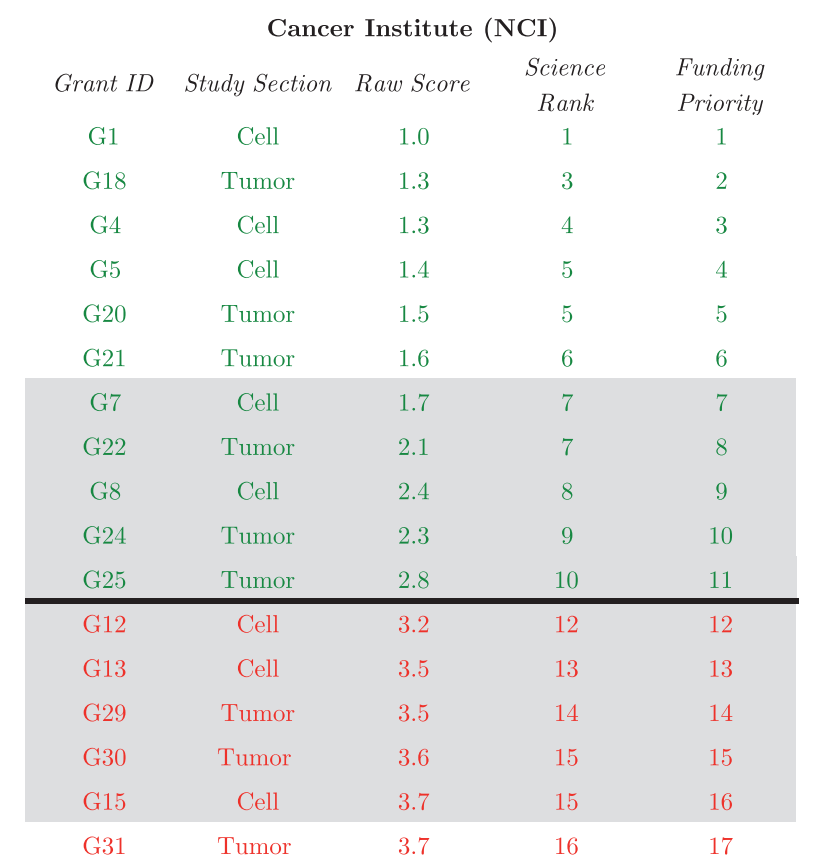 Cancer Institute (NCI)
Grant ID Study Section Raw Score Science Rank Funding Priority
G1 Cell 1.0 1 1
G18 Tumor 1.3 3 2
G4 Cell 1.3 4 3
G5 Cell 1.4 5 4
G20 Tumor 1.5 5 5
G21 Tumor 1.6 6 6
G7 Cell 1.7 7 7
G22 Tumor 2.1 7 8
G8 Cell 2.4 8 9
G24 Tumor 2.3 9 10
G25 Tumor 2.8 10 11
G12 Cell 3.2 12 12
G13 Cell 3.5 13 13
G29 Tumor 3.5 14 14
G30 Tumor 3.6 15 15
G15 Cell 3.7 15 16
G31 Tumor 3.7 16 17